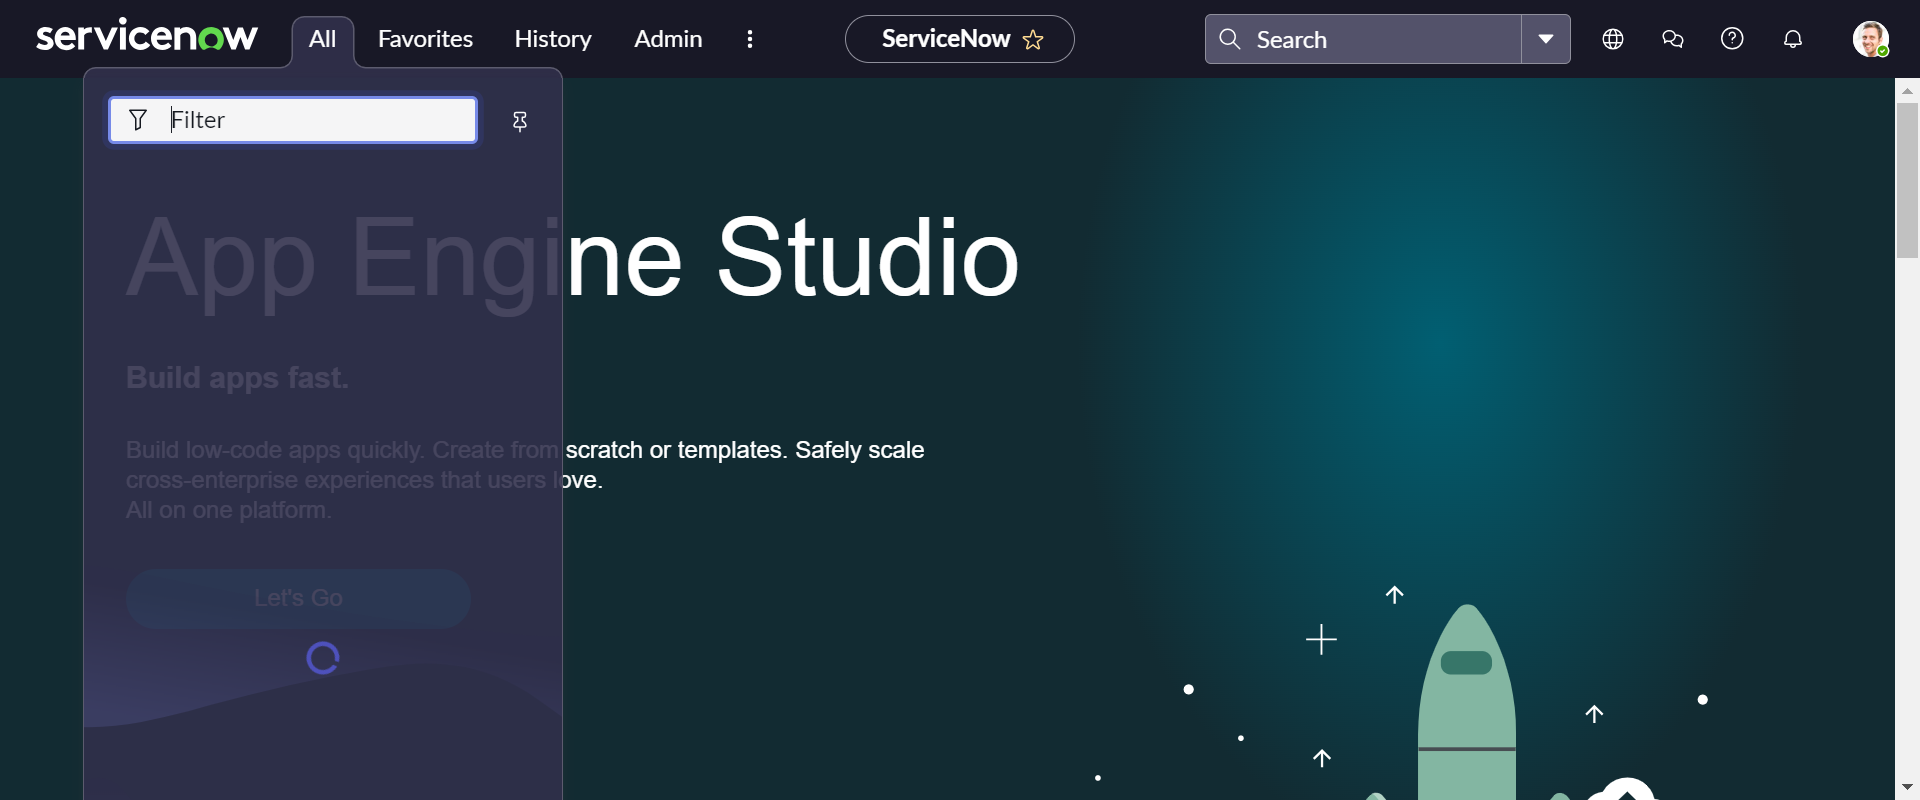 servicenow
All
Favorites
History
Admin
ServiceNow
Search
Filter
App Engine Studio
Build apps fast.
Build low-code apps quickly. Create from scratch or templates. Safely scale
cross-enterprise experiences that users love.
All on one platform.
Let's Go